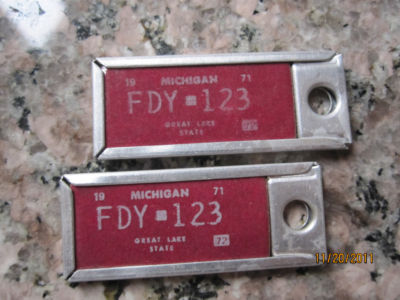 19 MICHIGAN 71
FDY 123
GREAT LAKE
STATE 72
19 MICHIGAN 71
FDY 123
GREAT LAKE 72
STATE
11/20/2011